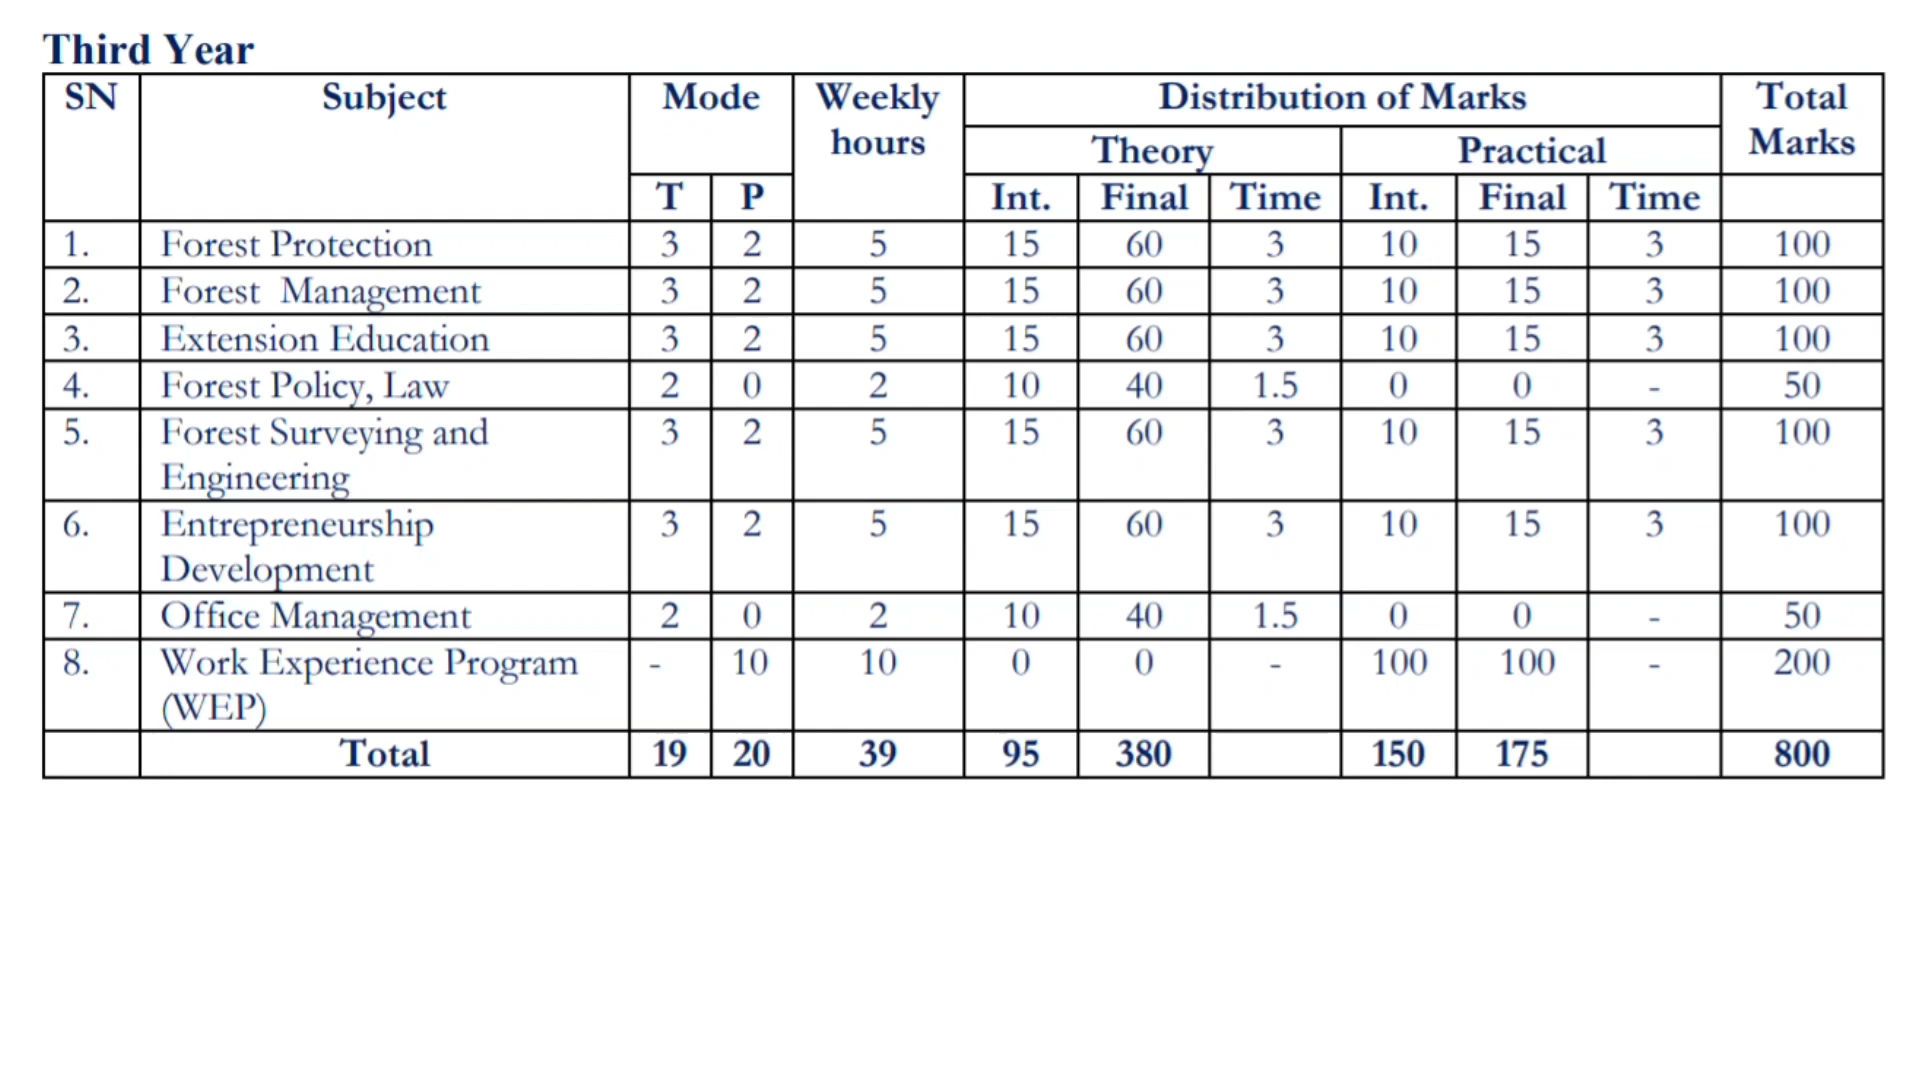 Third Year
SN Subject Mode Weekly hours Distribution of Marks Total Marks
Theory Practical
T P Int. Final Time Int. Final Time
1. Forest Protection 3 2 5 15 60 3 10 15 3 100
2. Forest Management 3 2 5 15 60 3 10 15 3 100
3. Extension Education 3 2 5 15 60 3 10 15 3 100
4. Forest Policy, Law 2 0 2 10 40 1.5 0 0 - 50
5. Forest Surveying and Engineering 3 2 5 15 60 3 10 15 3 100
6. Entrepreneurship Development 3 2 5 15 60 3 10 15 3 100
7. Office Management 2 0 2 10 40 1.5 0 0 - 50
8. Work Experience Program (WEP) - 10 10 0 0 - 100 100 - 200
Total 19 20 39 95 380 150 175 800